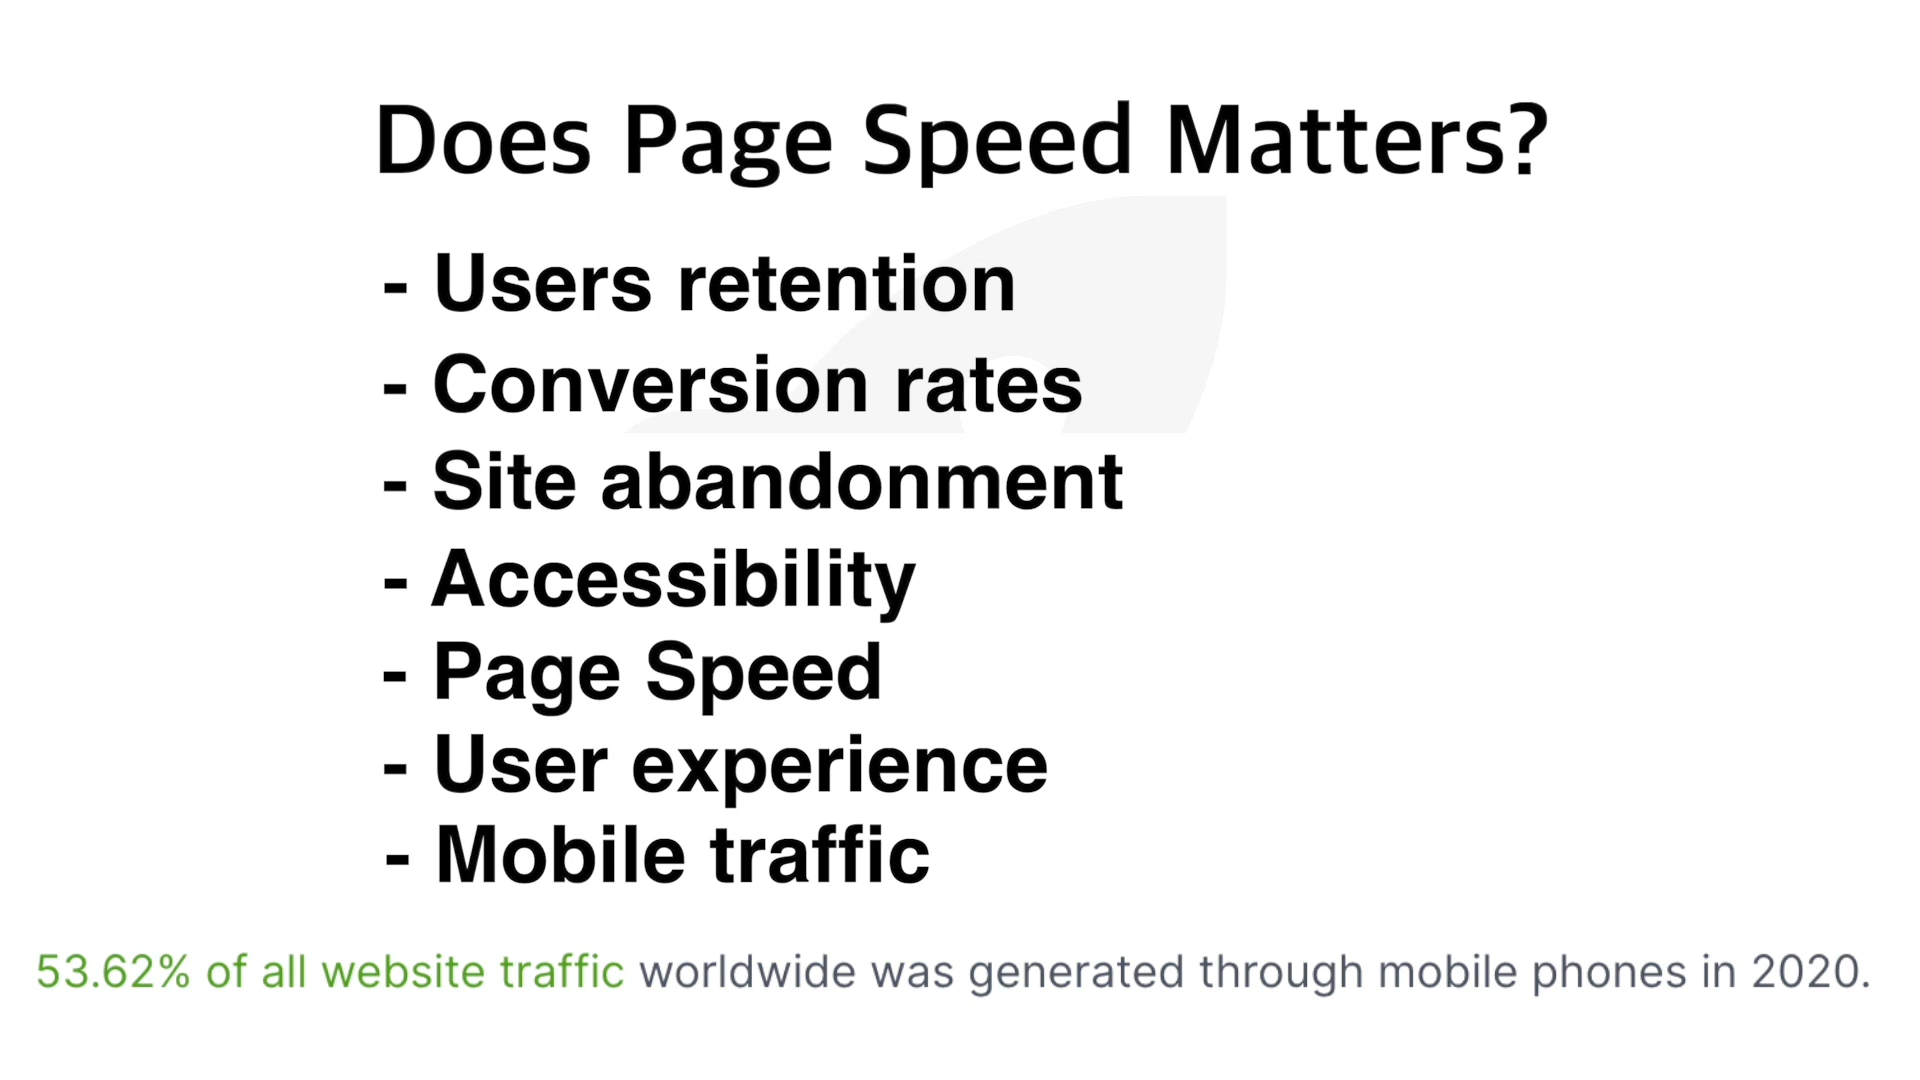 Does Page Speed Matters?
- Users retention
- Conversion rates
- Site abandonment
- Accessibility
- Page Speed
- User experience
- Mobile traffic
53.62% of all website traffic worldwide was generated through mobile phones in 2020.